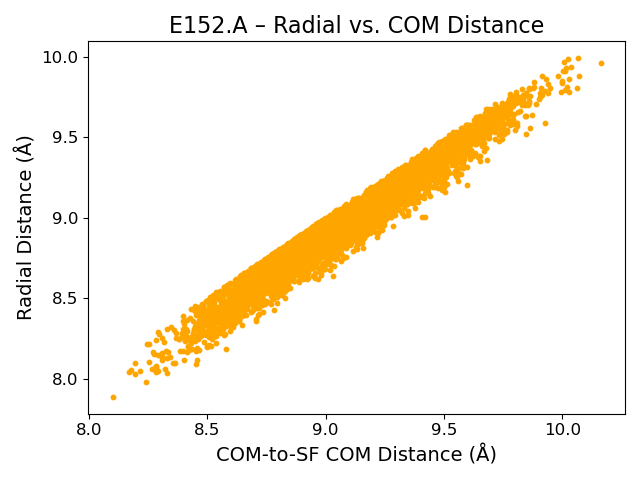 E152.A – Radial vs. COM Distance
10.0
9.5
9.0
8.5
8.0
Radial Distance (Å)
8.0 8.5 9.0 9.5 10.0
COM-to-SF COM Distance (Å)